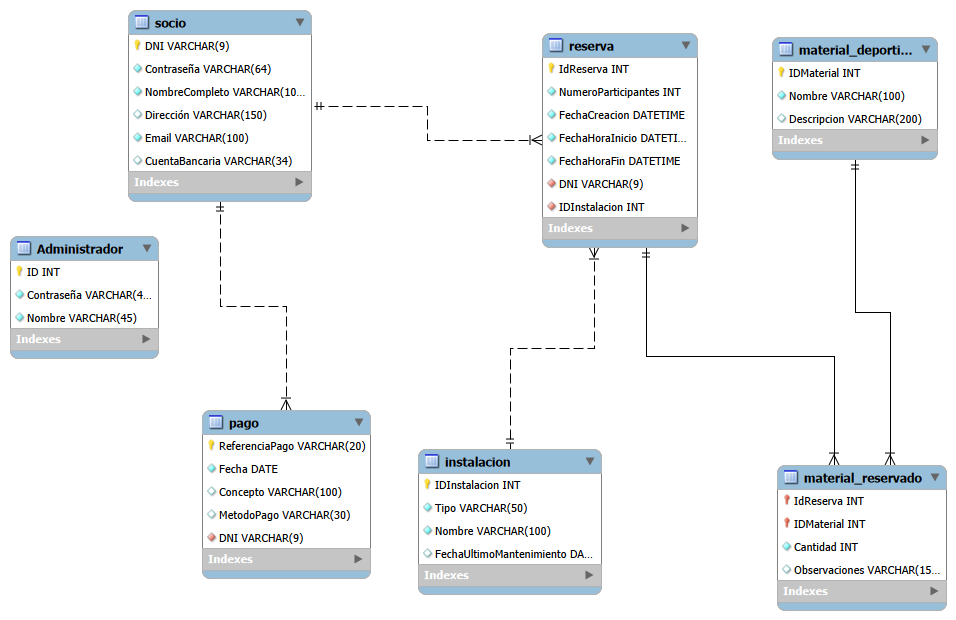 socio
DNI VARCHAR(9)
Contraseña VARCHAR(64)
NombreCompleto VARCHAR(10...
Dirección VARCHAR(150)
Email VARCHAR(100)
CuentaBancaria VARCHAR(34)
Indexes
reserva
IdReserva INT
NumeroParticipantes INT
FechaCreacion DATETIME
FechaHoraInicio DATETI...
FechaHoraFin DATETIME
DNI VARCHAR(9)
IDInstalacion INT
Indexes
material_deporti...
IDMaterial INT
Nombre VARCHAR(100)
Descripcion VARCHAR(200)
Indexes
Administrador
ID INT
Contraseña VARCHAR(4...
Nombre VARCHAR(45)
Indexes
pago
ReferenciaPago VARCHAR(20)
Fecha DATE
Concepto VARCHAR(100)
MetodoPago VARCHAR(30)
DNI VARCHAR(9)
Indexes
instalacion
IDInstalacion INT
Tipo VARCHAR(50)
Nombre VARCHAR(100)
FechaUltimoMantenimiento DA...
Indexes
material_reservado
IdReserva INT
IDMaterial INT
Cantidad INT
Observaciones VARCHAR(15...
Indexes